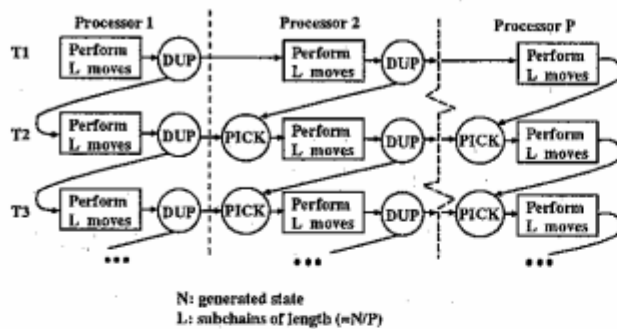 Processor 1 Processor 2 Processor P
T1 Perform L moves DUP Perform L moves DUP Perform L moves
T2 Perform L moves DUP PICK Perform L moves DUP PICK Perform L moves
T3 Perform L moves DUP PICK Perform L moves DUP PICK Perform L moves
N: generated state
L: subchains of length (=N/P)